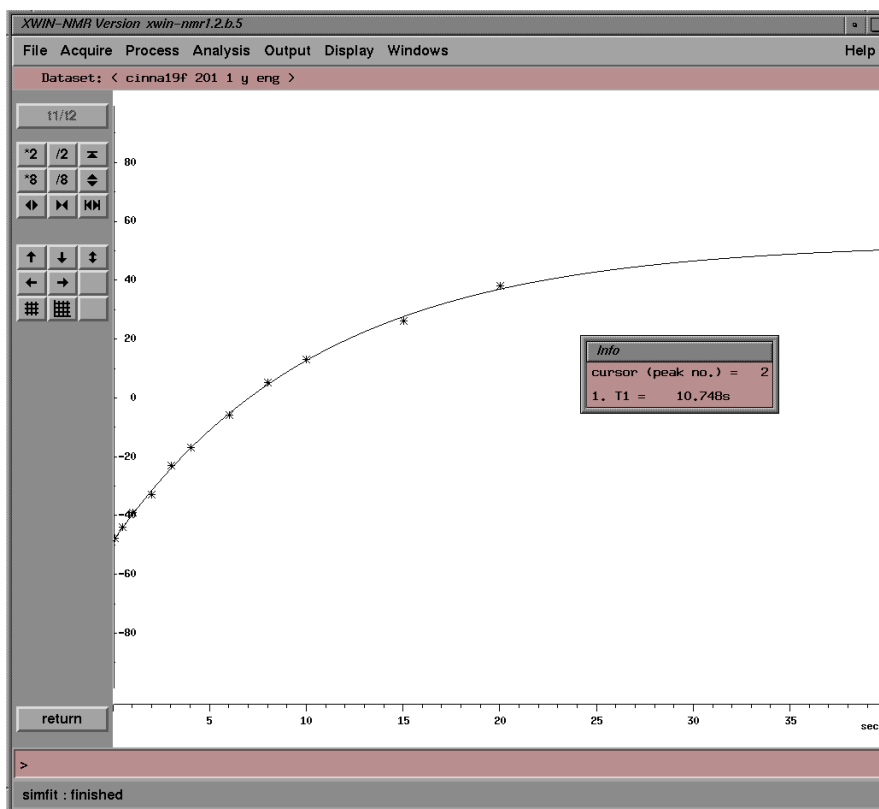 XWIN-NMR Version xwin-nmr1.2.b.5
File Acquire Process Analysis Output Display Windows Help
Dataset: < cinna19f 201 1 y eng >
t1/t2
*2 /2
*8 /8
80
60
40
20
0
-20
-40
-60
-80
Info
cursor (peak no.) = 2
1. T1 = 10.748s
return
5 10 15 20 25 30 35
sec
>
simfit : finished